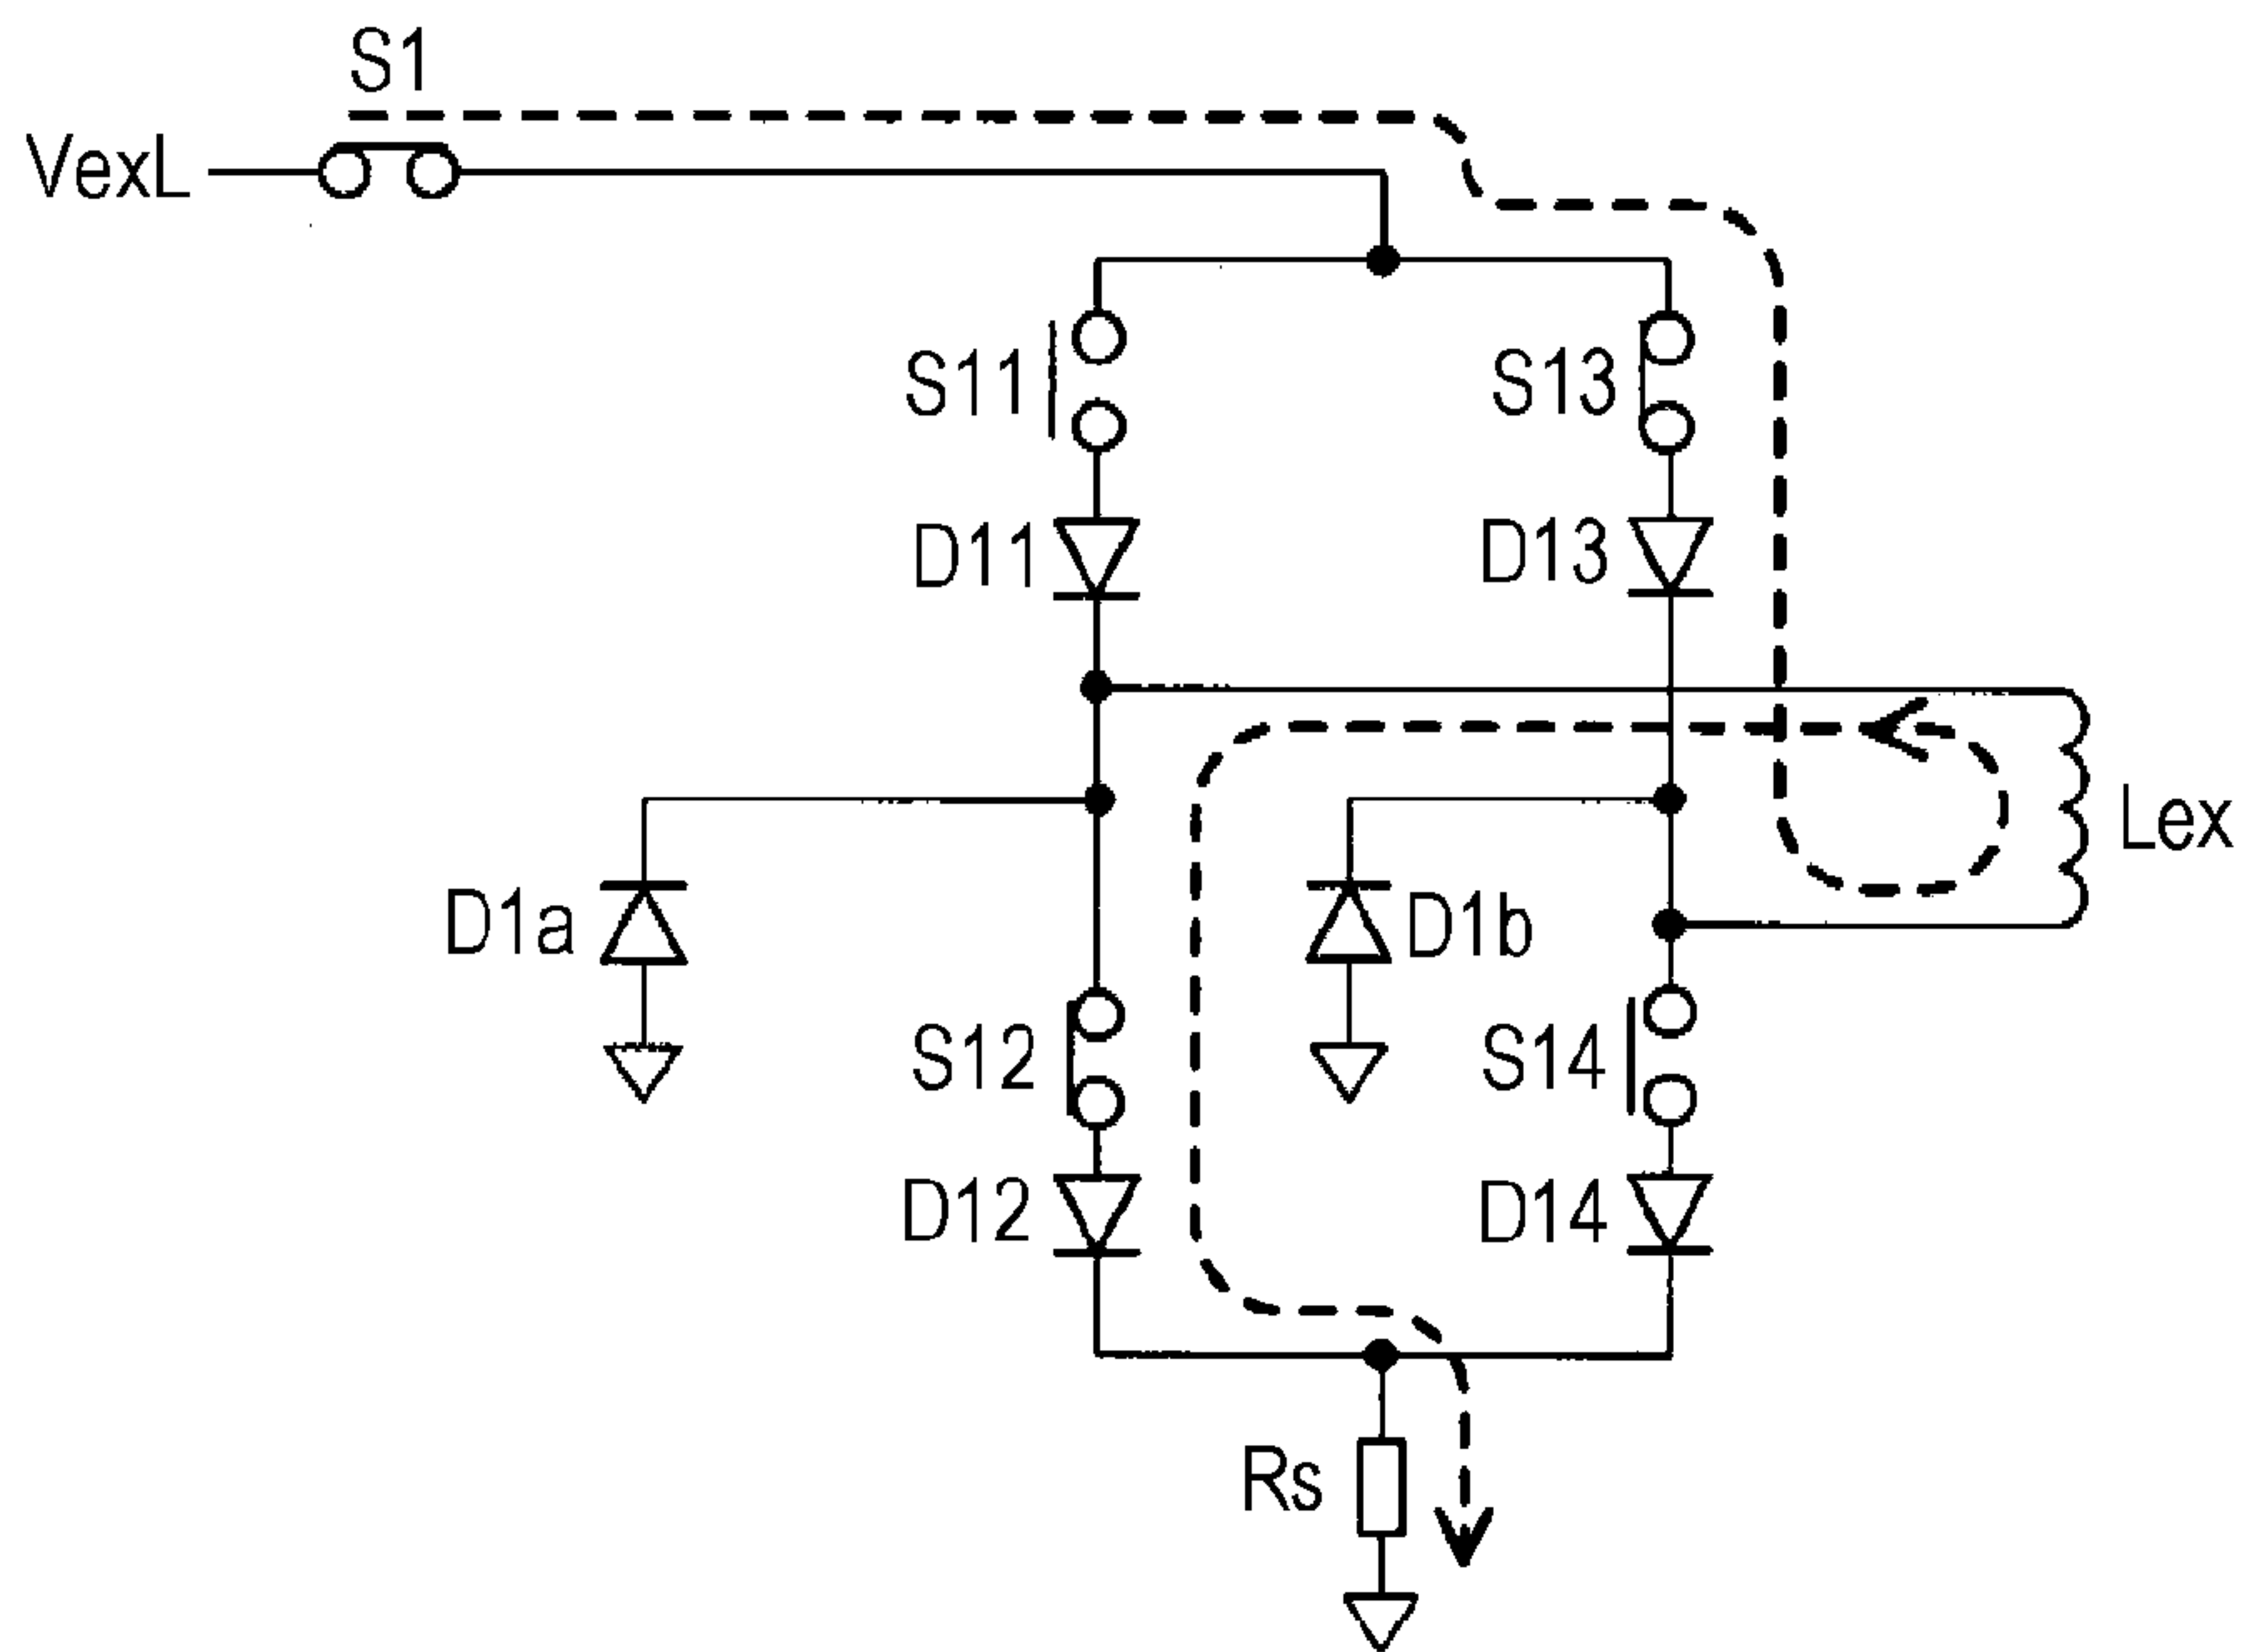 S1
VexL
S11
S13
D11
D13
Lex
D1a
D1b
S12
S14
D12
D14
Rs